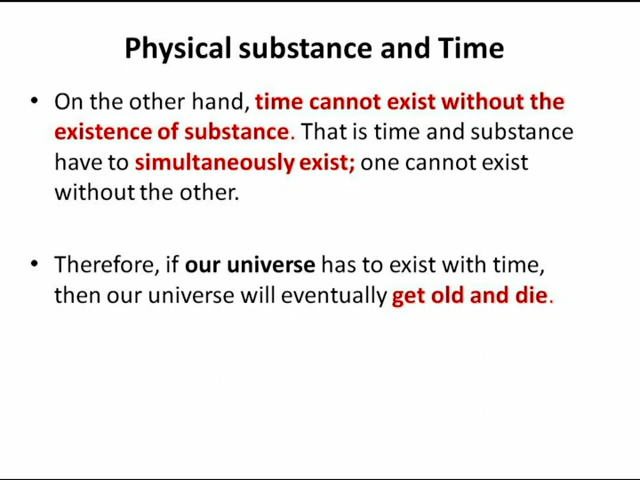 Physical substance and Time
• On the other hand, time cannot exist without the
existence of substance. That is time and substance
have to simultaneously exist; one cannot exist
without the other.
• Therefore, if our universe has to exist with time,
then our universe will eventually get old and die.